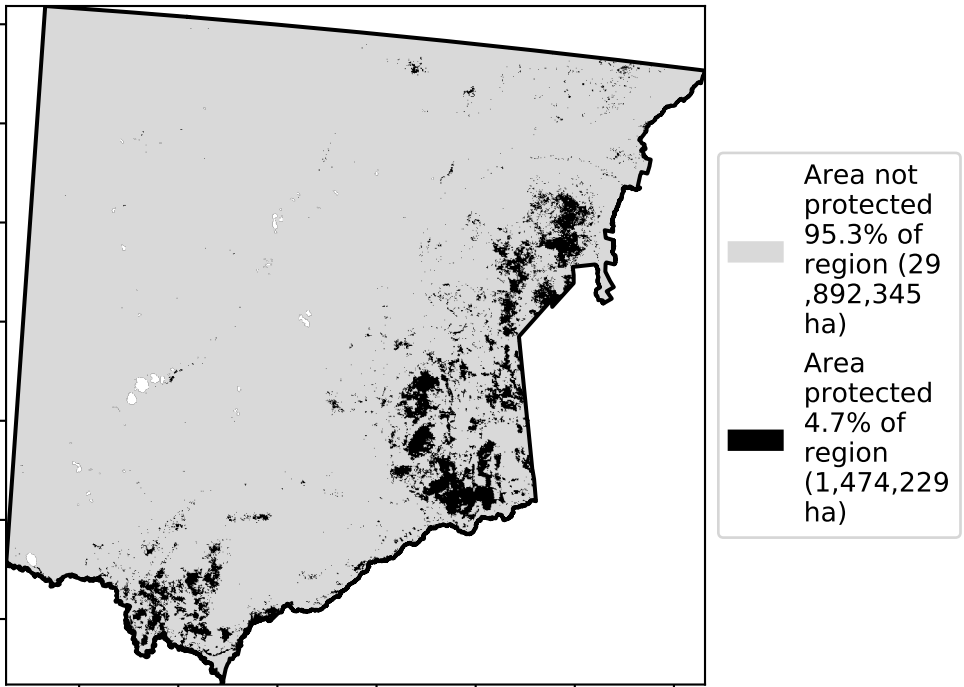 Area not
protected
95.3% of
region (29
,892,345
ha)
Area
protected
4.7% of
region
(1,474,229
ha)